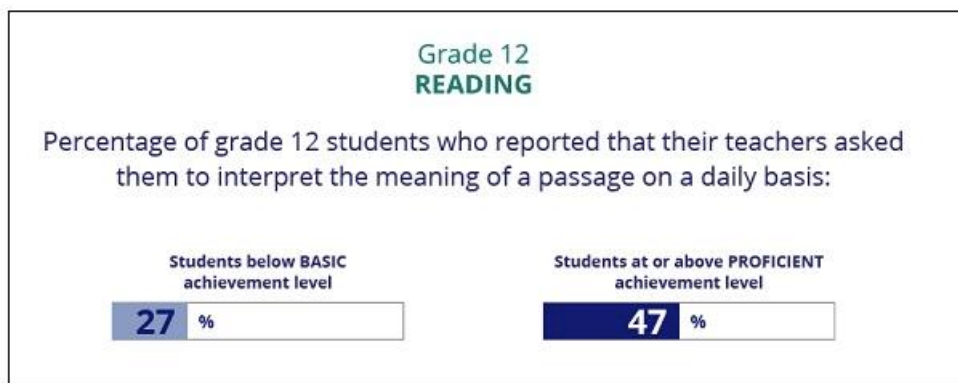 Grade 12
READING
Percentage of grade 12 students who reported that their teachers asked
them to interpret the meaning of a passage on a daily basis:
Students below BASIC
achievement level
27 %
Students at or above PROFICIENT
achievement level
47 %